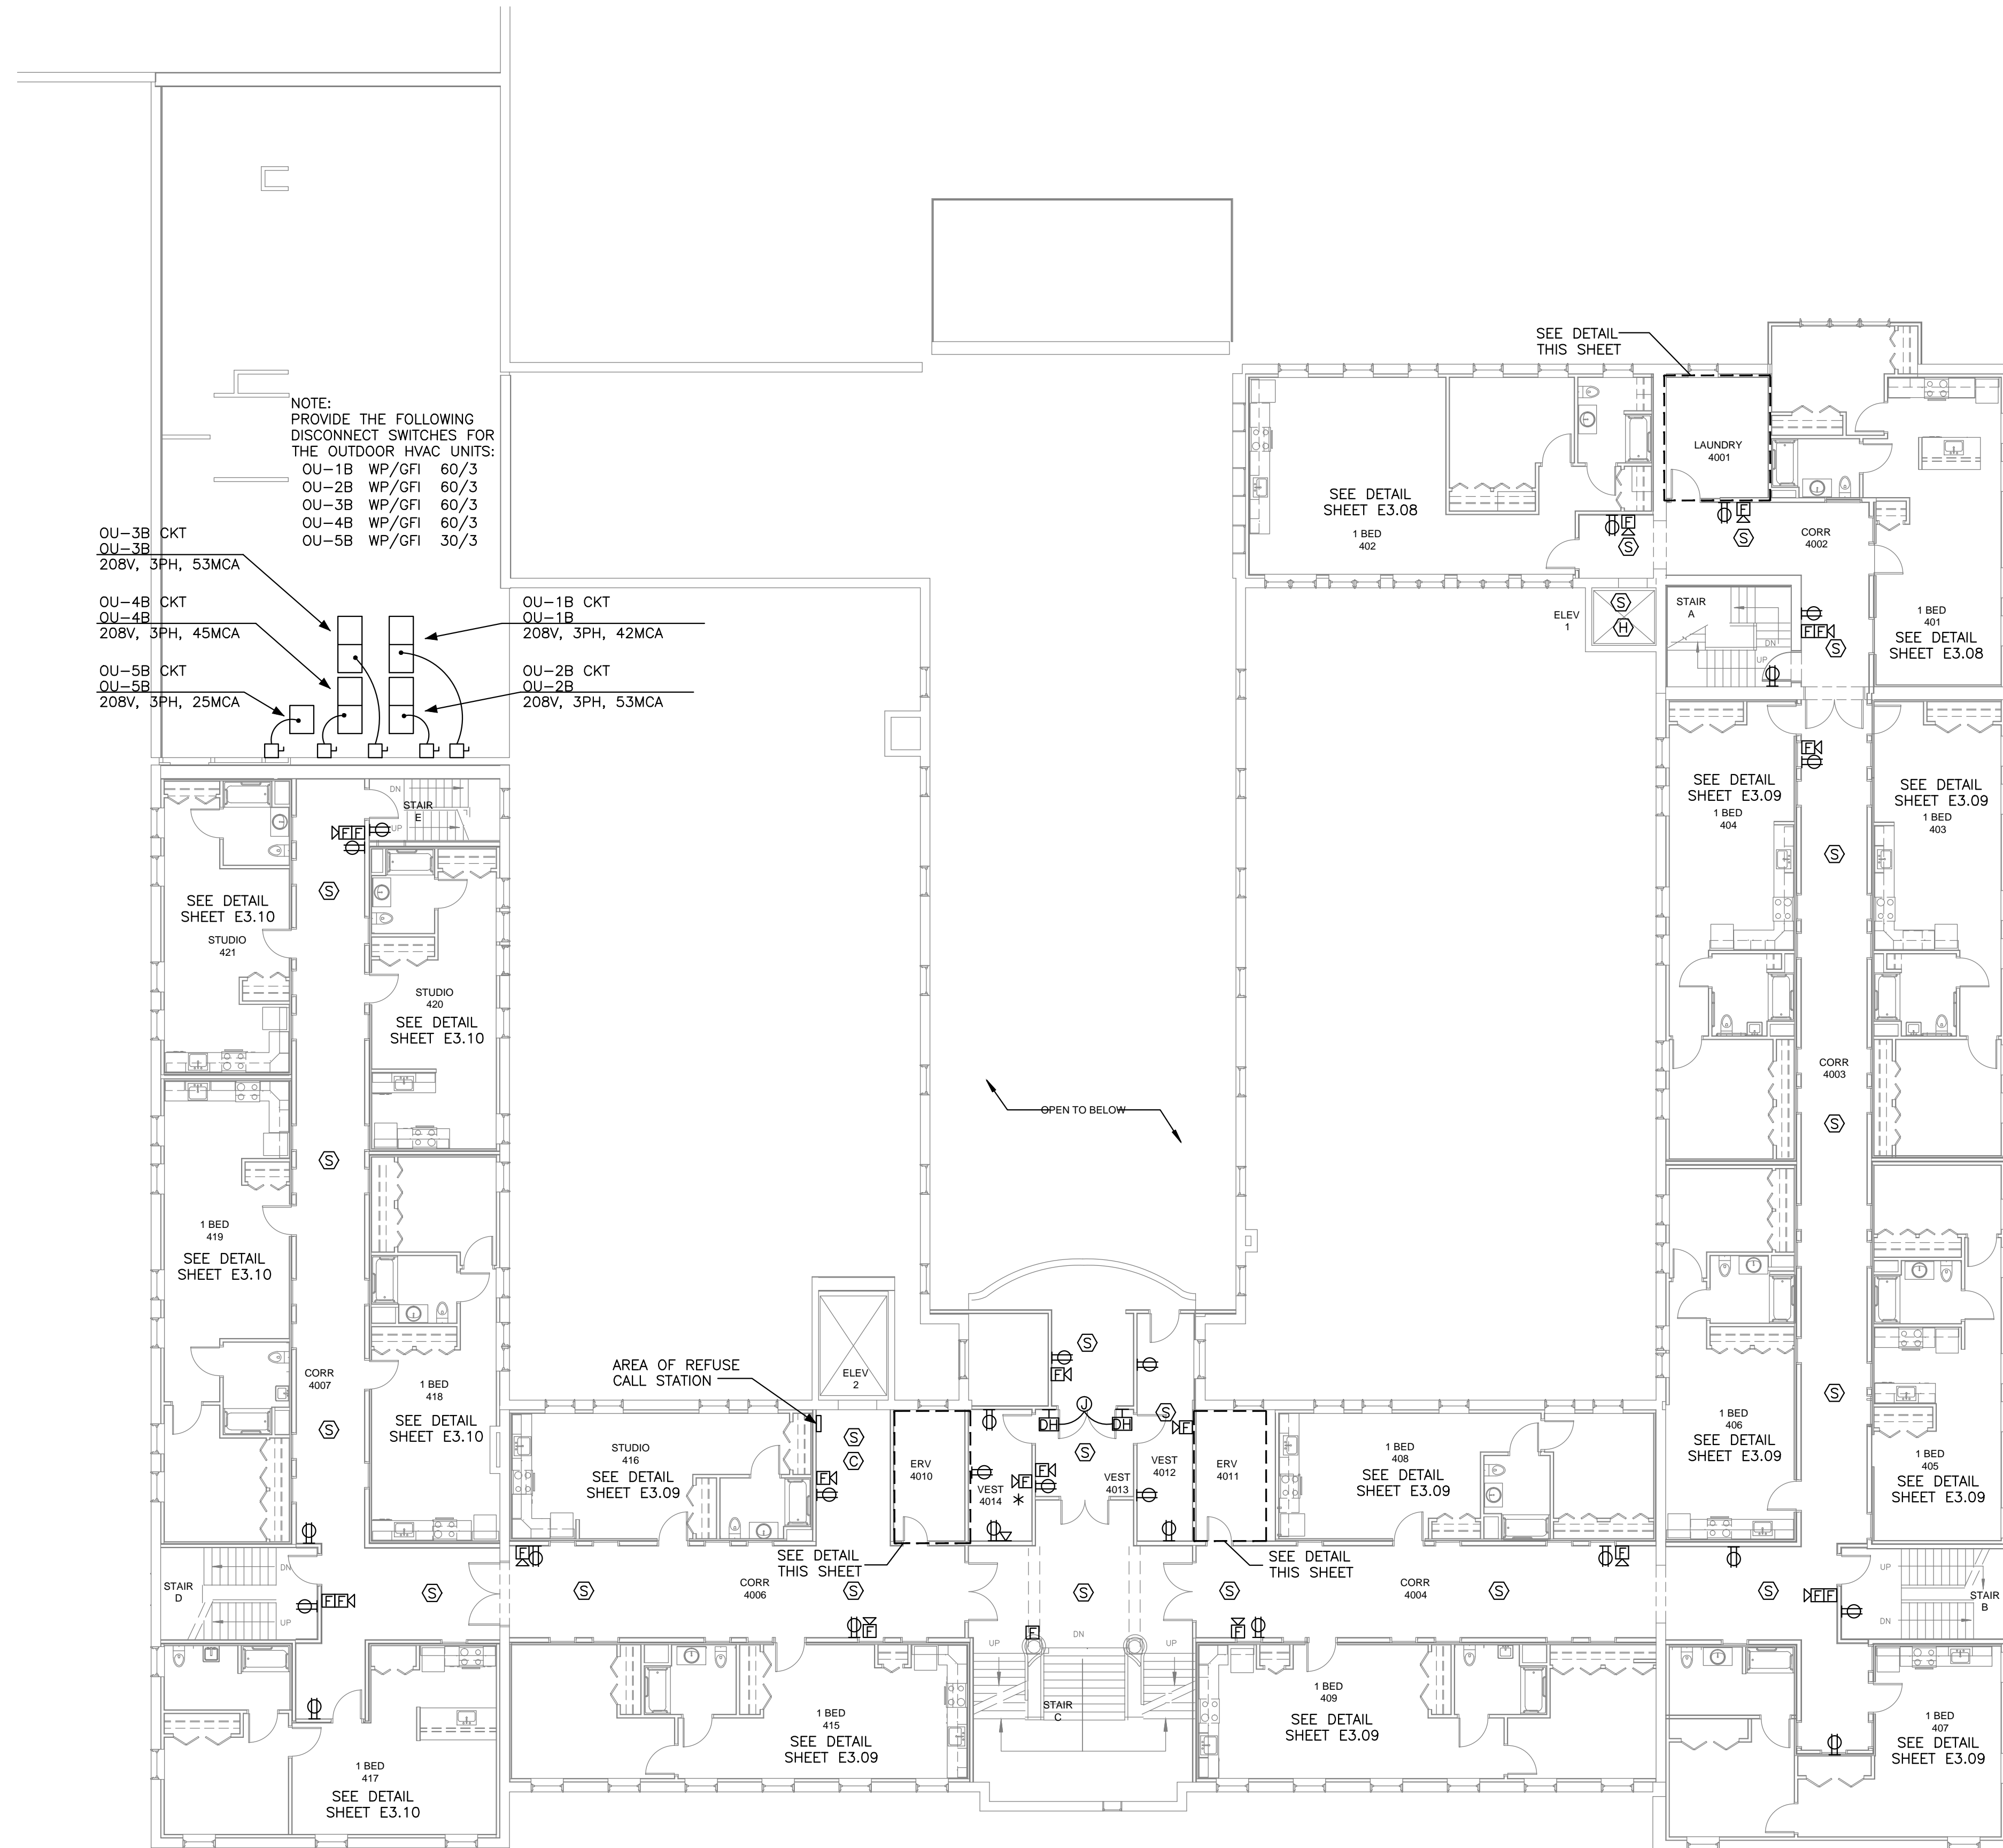 SEE DETAIL
THIS SHEET
NOTE:
PROVIDE THE FOLLOWING
DISCONNECT SWITCHES FOR
THE OUTDOOR HVAC UNITS:
OU-1B WP/GFI 60/3
OU-2B WP/GFI 60/3
OU-3B WP/GFI 60/3
OU-4B WP/GFI 60/3
OU-5B WP/GFI 30/3
OU-3B CKT
OU-3B
208V, 3PH, 53MCA
OU-4B CKT
OU-4B
208V, 3PH, 45MCA
OU-5B CKT
OU-5B
208V, 3PH, 25MCA
OU-1B CKT
OU-1B
208V, 3PH, 42MCA
OU-2B CKT
OU-2B
208V, 3PH, 53MCA
LAUNDRY
4001
SEE DETAIL
SHEET E3.08
1 BED
402
F
S
F
S
CORR
4002
ELEV
1
S
H
STAIR
A
DN
UP
F F
S
1 BED
401
SEE DETAIL
SHEET E3.08
F
SEE DETAIL
SHEET E3.09
1 BED
404
SEE DETAIL
SHEET E3.09
1 BED
403
S
CORR
4003
S
DN
STAIR
E
UP
F F
S
SEE DETAIL
SHEET E3.10
STUDIO
421
STUDIO
420
SEE DETAIL
SHEET E3.10
OPEN TO BELOW
S
1 BED
419
SEE DETAIL
SHEET E3.10
CORR
4007
S
1 BED
418
SEE DETAIL
SHEET E3.10
AREA OF REFUSE
CALL STATION
ELEV
2
S
F
J
DH
DH
S
F
S
S
1 BED
406
SEE DETAIL
SHEET E3.09
1 BED
405
SEE DETAIL
SHEET E3.09
STUDIO
416
SEE DETAIL
SHEET E3.09
S
C
F
ERV
4010
VEST
4014
F
*
F
VEST
4013
VEST
4012
ERV
4011
1 BED
408
SEE DETAIL
SHEET E3.09
SEE DETAIL
THIS SHEET
SEE DETAIL
THIS SHEET
STAIR
D
DN
UP
F F
S
F
S
CORR
4006
S
F
S
S
CORR
4004
S
F
F
S
F F
UP
DN
STAIR
B
F
UP
DN
UP
STAIR
C
1 BED
417
SEE DETAIL
SHEET E3.10
1 BED
415
SEE DETAIL
SHEET E3.09
1 BED
409
SEE DETAIL
SHEET E3.09
1 BED
407
SEE DETAIL
SHEET E3.09